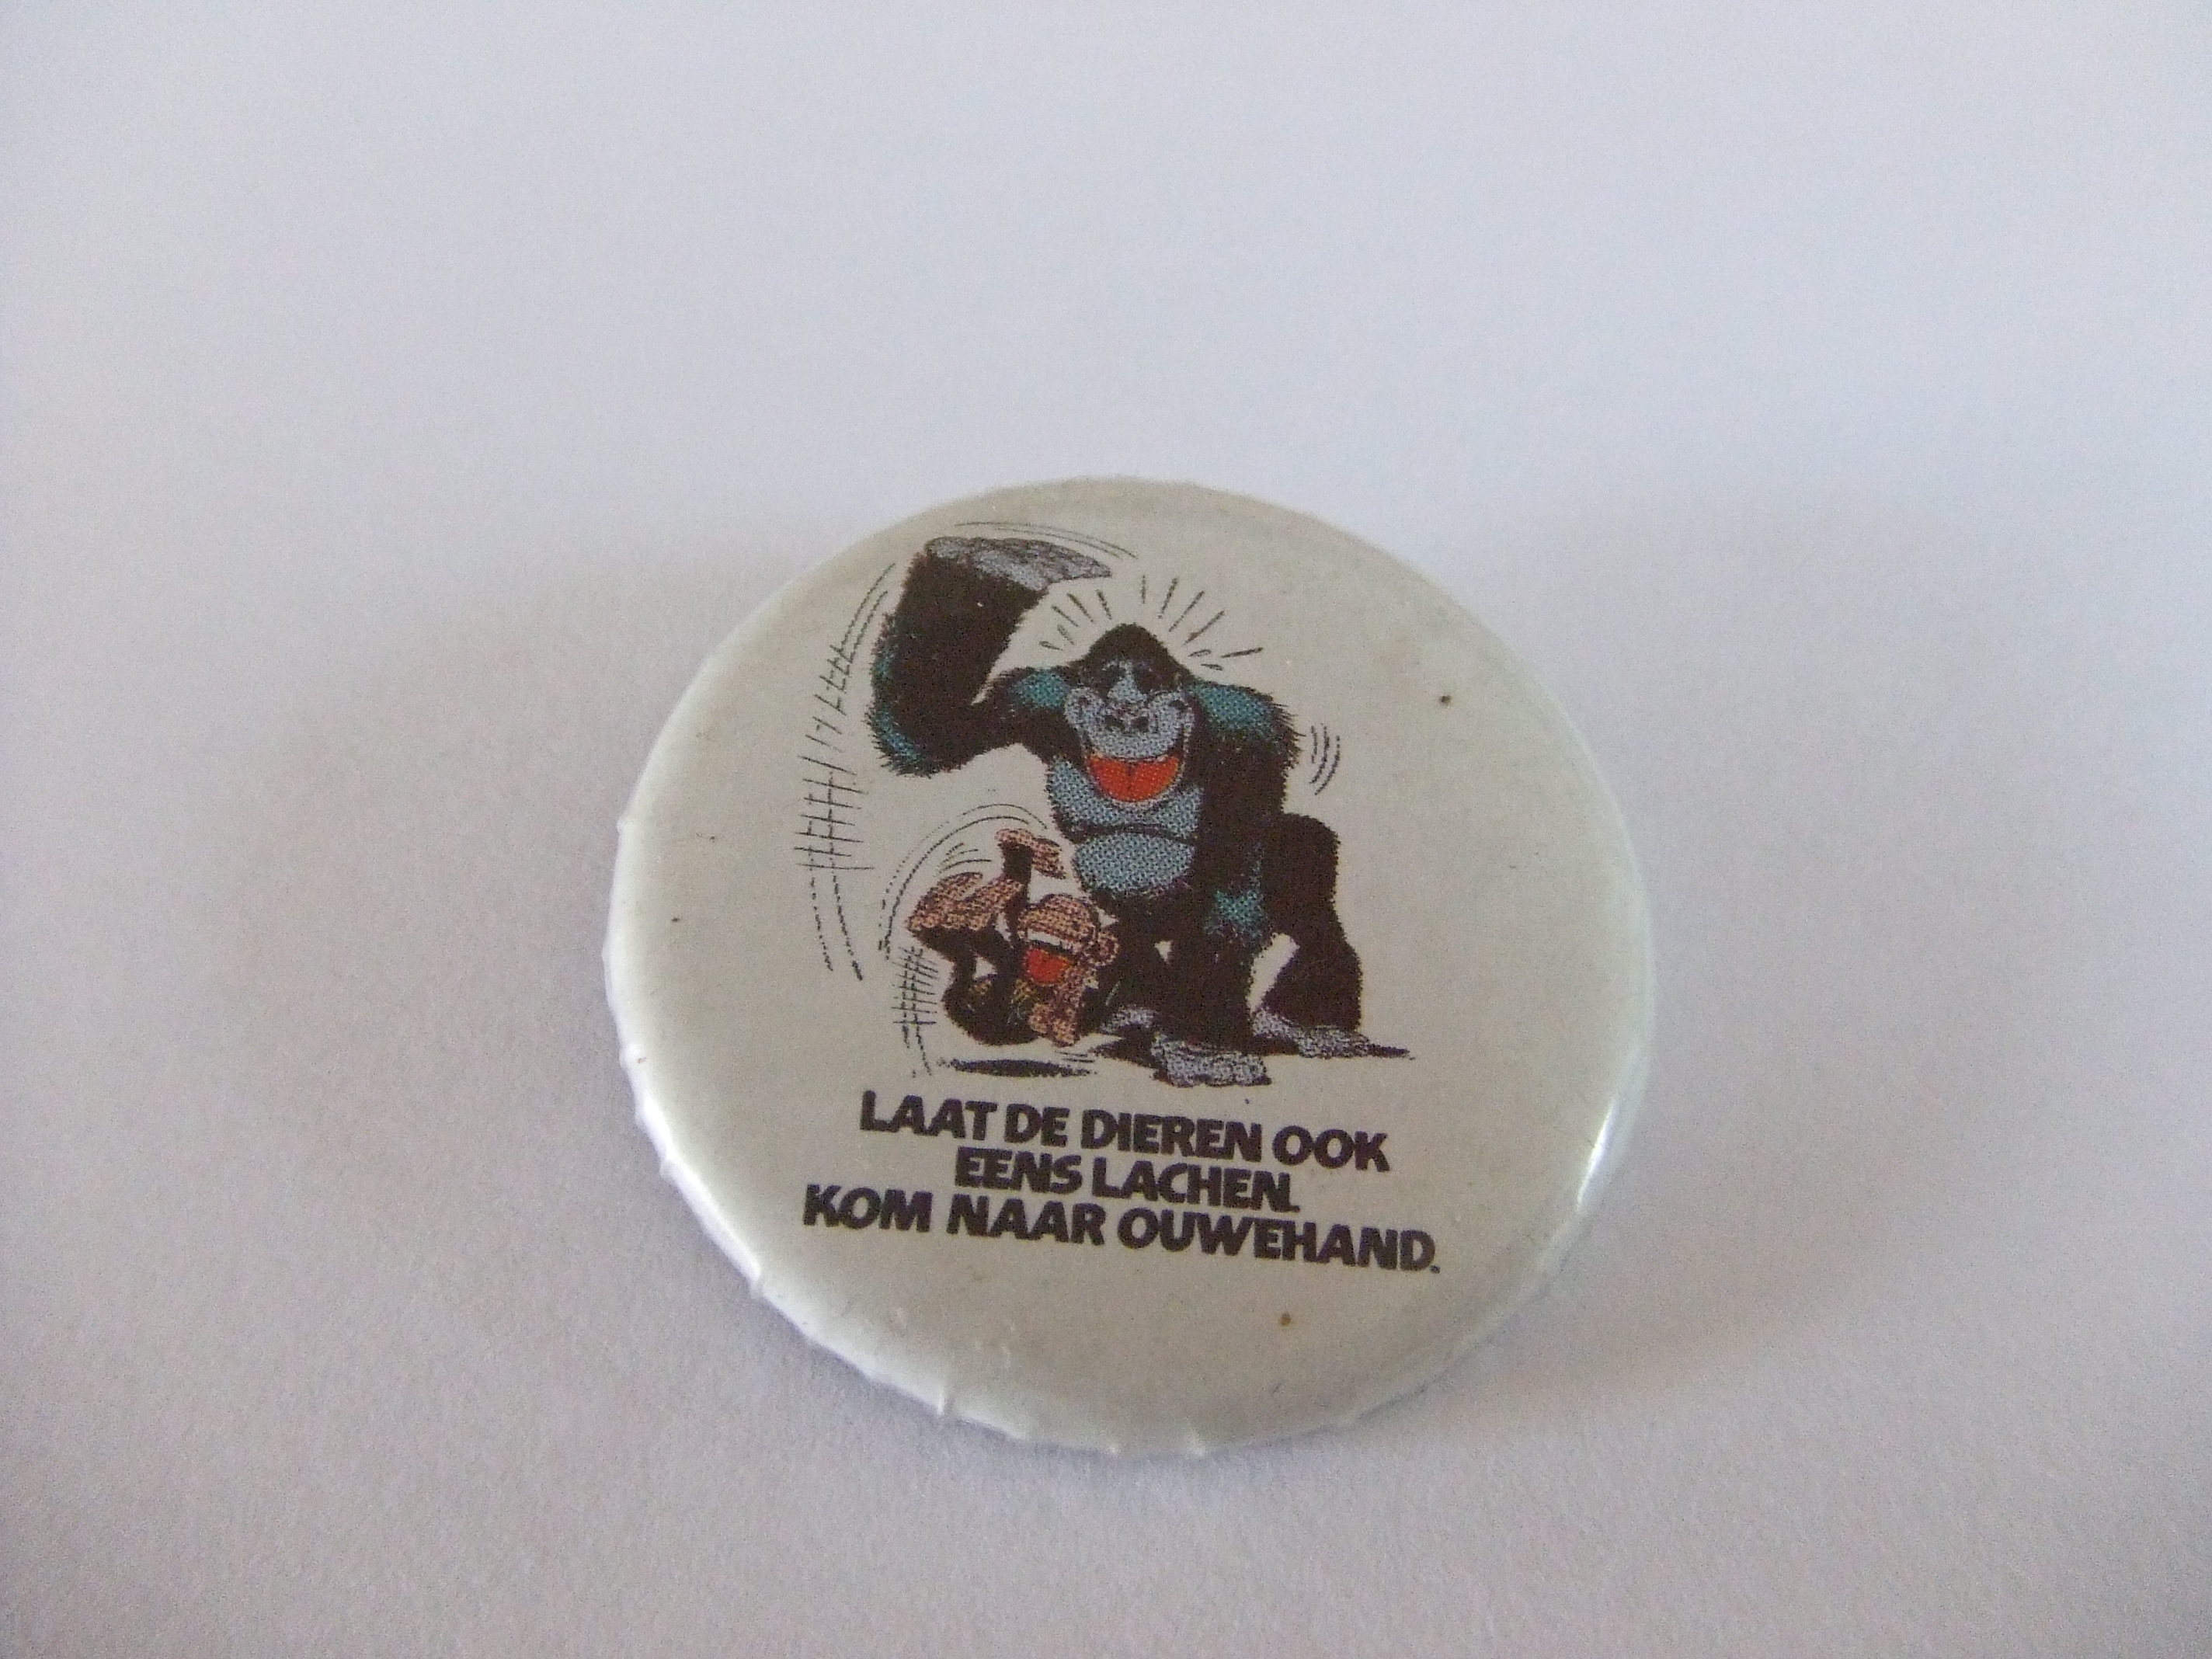 LAAT DE DIEREN OOK
EENS LACHEN.
KOM NAAR OUWEHAND.